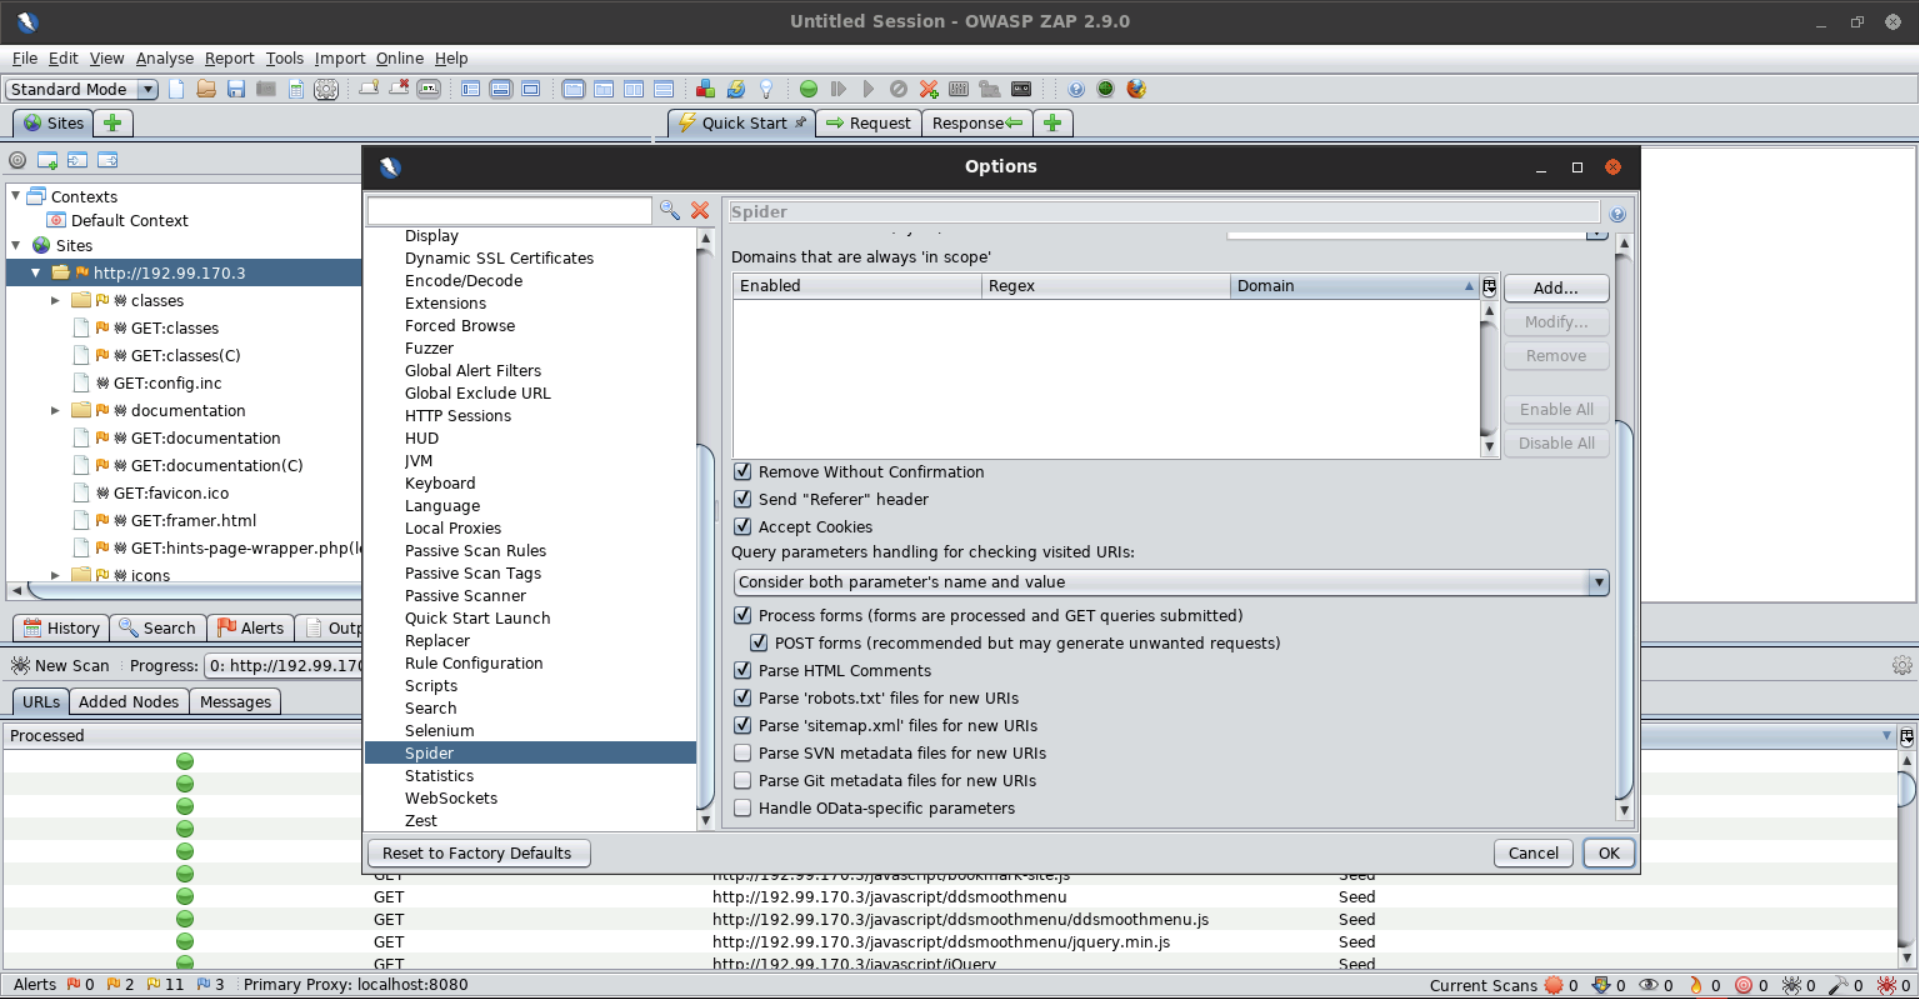 Untitled Session - OWASP ZAP 2.9.0
File Edit View Analyse Report Tools Import Online Help
Standard Mode
Sites
Quick Start
Request
Response
Options
Contexts
Default Context
Sites
http://192.99.170.3
classes
GET:classes
GET:classes(C)
GET:config.inc
documentation
GET:documentation
GET:documentation(C)
GET:favicon.ico
GET:framer.html
GET:hints-page-wrapper.php(l
icons
Display
Dynamic SSL Certificates
Encode/Decode
Extensions
Forced Browse
Fuzzer
Global Alert Filters
Global Exclude URL
HTTP Sessions
HUD
JVM
Keyboard
Language
Local Proxies
Passive Scan Rules
Passive Scan Tags
Passive Scanner
Quick Start Launch
Replacer
Rule Configuration
Scripts
Search
Selenium
Spider
Statistics
WebSockets
Zest
Spider
Domains that are always 'in scope'
Enabled Regex Domain
Add...
Modify...
Remove
Enable All
Disable All
Remove Without Confirmation
Send "Referer" header
Accept Cookies
Query parameters handling for checking visited URIs:
Consider both parameter's name and value
Process forms (forms are processed and GET queries submitted)
POST forms (recommended but may generate unwanted requests)
Parse HTML Comments
Parse 'robots.txt' files for new URIs
Parse 'sitemap.xml' files for new URIs
Parse SVN metadata files for new URIs
Parse Git metadata files for new URIs
Handle OData-specific parameters
Reset to Factory Defaults
Cancel
OK
History Search Alerts Outp
New Scan Progress: 0: http://192.99.170
URLs Added Nodes Messages
Processed
GET http://192.99.170.3/javascript/bookmark-site.js Seed
GET http://192.99.170.3/javascript/ddsmoothmenu Seed
GET http://192.99.170.3/javascript/ddsmoothmenu/ddsmoothmenu.js Seed
GET http://192.99.170.3/javascript/ddsmoothmenu/jquery.min.js Seed
GET http://192.99.170.3/javascript/jQuery Seed
Alerts 0 2 11 3 Primary Proxy: localhost:8080
Current Scans 0 0 0 0 0 0 0 0